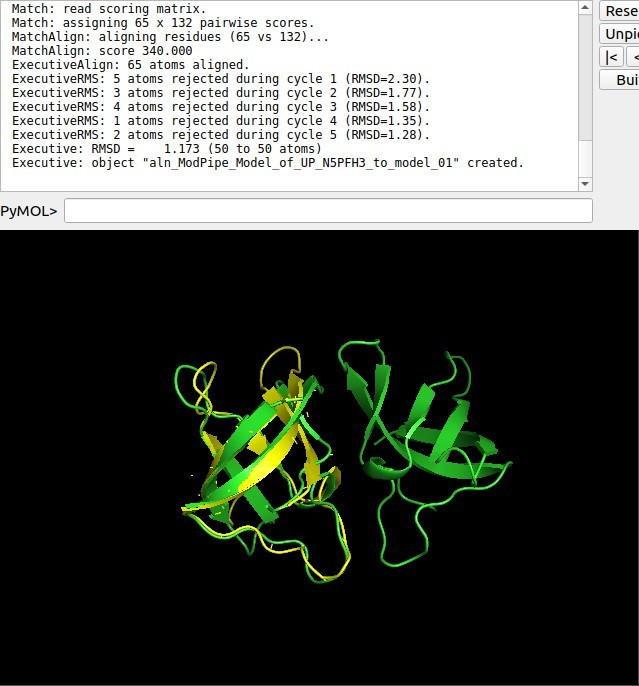 Match: read scoring matrix.
Match: assigning 65 x 132 pairwise scores.
MatchAlign: aligning residues (65 vs 132)...
MatchAlign: score 340.000
ExecutiveAlign: 65 atoms aligned.
ExecutiveRMS: 5 atoms rejected during cycle 1 (RMSD=2.30).
ExecutiveRMS: 3 atoms rejected during cycle 2 (RMSD=1.77).
ExecutiveRMS: 4 atoms rejected during cycle 3 (RMSD=1.58).
ExecutiveRMS: 1 atoms rejected during cycle 4 (RMSD=1.35).
ExecutiveRMS: 2 atoms rejected during cycle 5 (RMSD=1.28).
Executive: RMSD =    1.173 (50 to 50 atoms)
Executive: object "aln_ModPipe_Model_of_UP_N5PFH3_to_model_01" created.
PyMOL>
Rese
Unpi
|< <
Bui